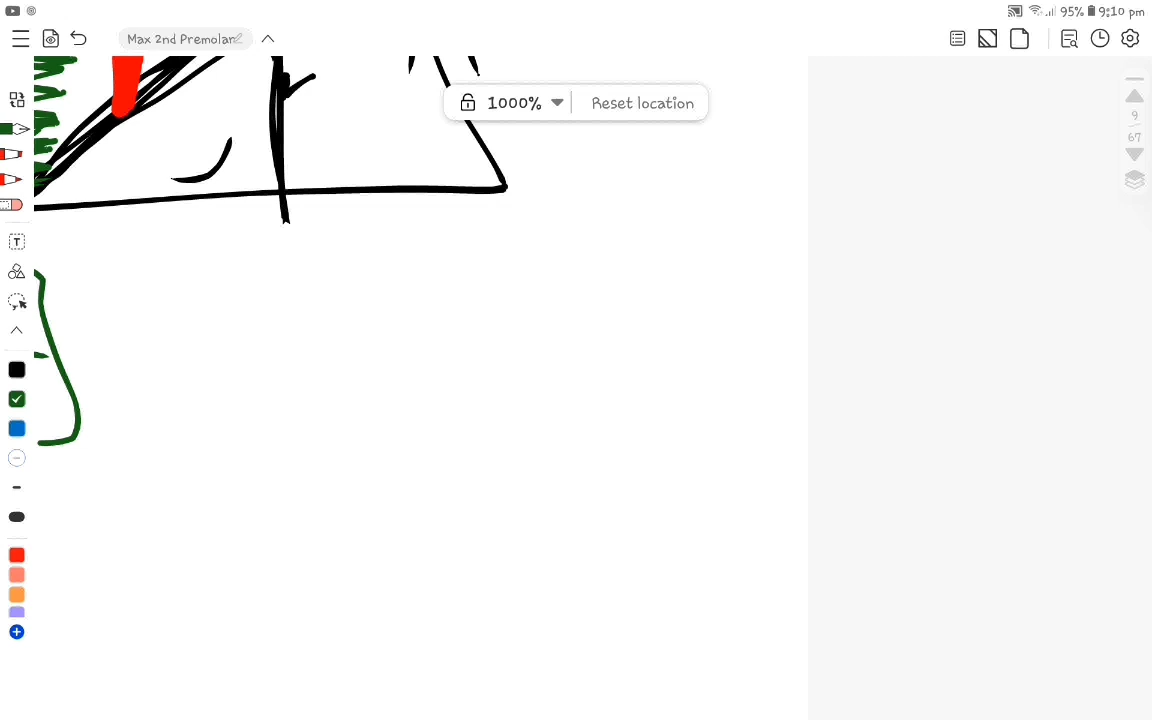 95% 9:10 pm
Max 2nd Premolar
1000% Reset location
9
67
T